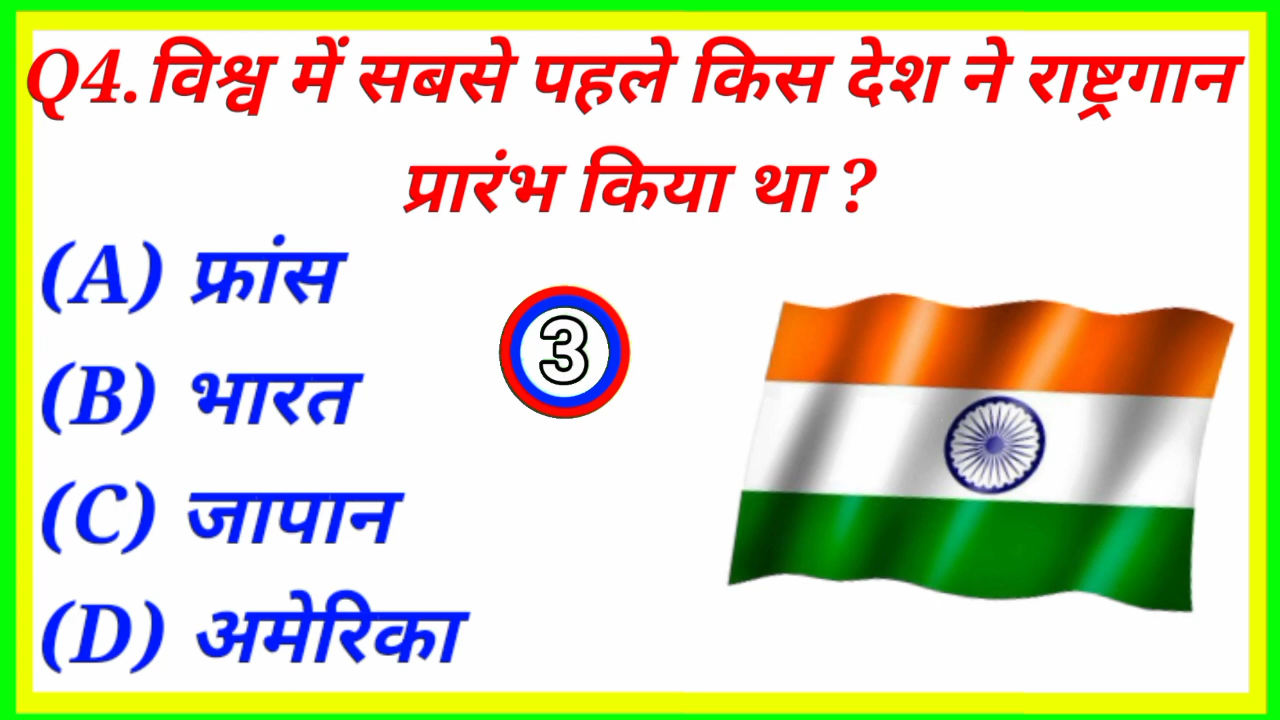 Q4.विश्व में सबसे पहले किस देश ने राष्ट्रगान
प्रारंभ किया था ?
(A) फ्रांस
(B) भारत
(C) जापान
(D) अमेरिका
3